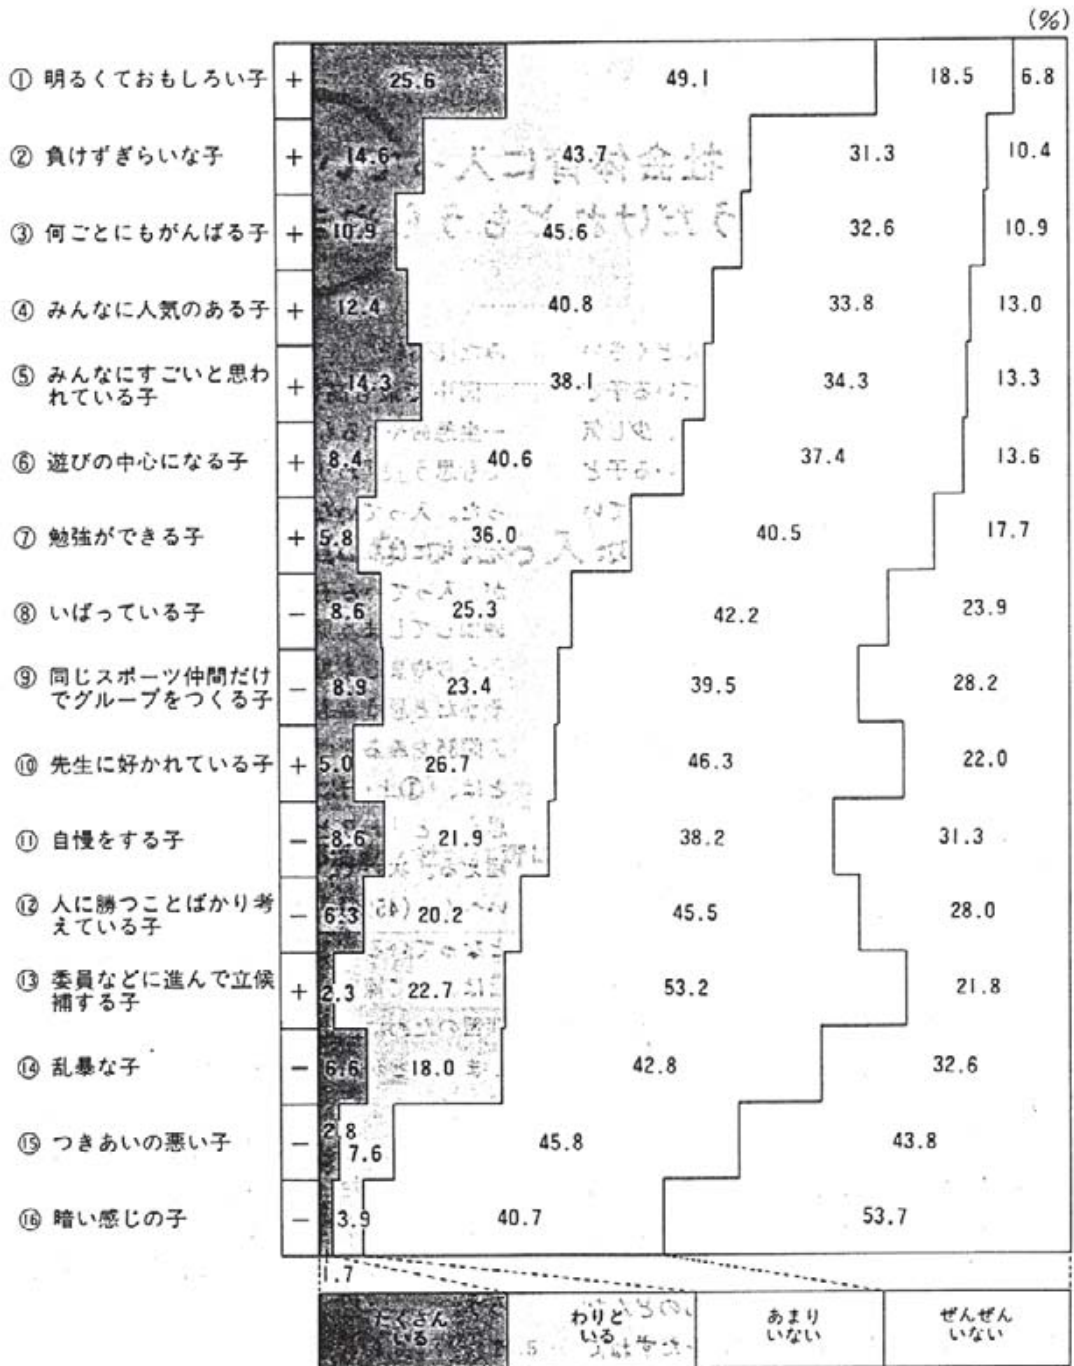 (%)
① 明るくておもしろい子 + 25.6 49.1 18.5 6.8
② 負けずぎらいな子 + 14.6 43.7 31.3 10.4
③ 何ごとにもがんばる子 + 10.9 45.6 32.6 10.9
④ みんなに人気のある子 + 12.4 40.8 33.8 13.0
⑤ みんなにすごいと思わ
れている子 + 14.3 38.1 34.3 13.3
⑥ 遊びの中心になる子 + 8.4 40.6 37.4 13.6
⑦ 勉強ができる子 + 5.8 36.0 40.5 17.7
⑧ いばっている子 − 8.6 25.3 42.2 23.9
⑨ 同じスポーツ仲間だけ
でグループをつくる子 − 8.9 23.4 39.5 28.2
⑩ 先生に好かれている子 + 5.0 26.7 46.3 22.0
⑪ 自慢をする子 − 8.6 21.9 38.2 31.3
⑫ 人に勝つことばかり考
えている子 − 6.3 20.2 45.5 28.0
⑬ 委員などに進んで立候
補する子 + 2.3 22.7 53.2 21.8
⑭ 乱暴な子 − 6.6 18.0 42.8 32.6
⑮ つきあいの悪い子 − 2.8 7.6 45.8 43.8
⑯ 暗い感じの子 − 3.9 40.7 53.7
1.7
たくさん
いる
わりと
いる
あまり
いない
ぜんぜん
いない